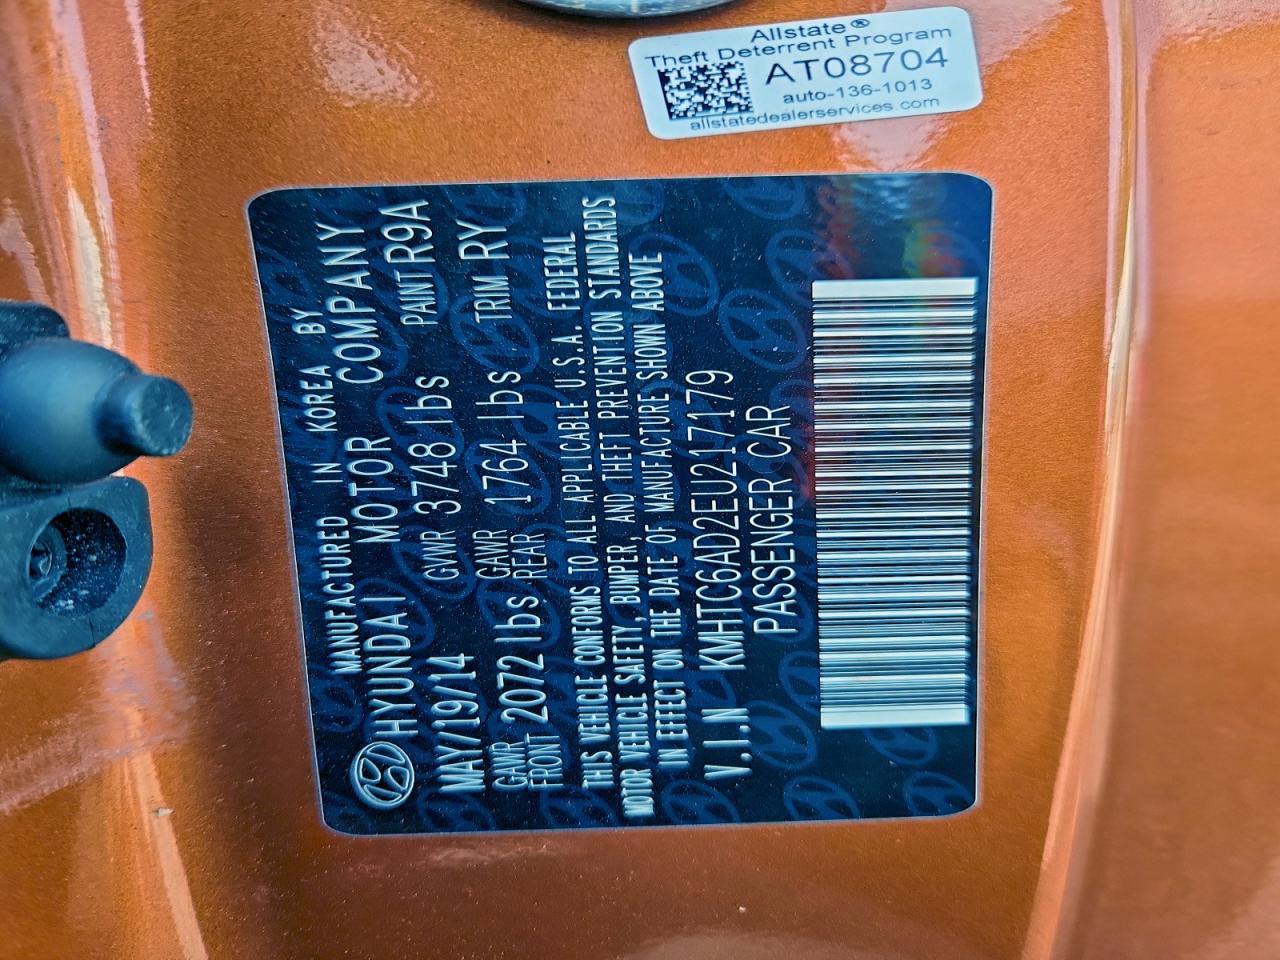 Allstate®
Theft Deterrent Program
AT08704
auto-136-1013
allstatedealerservices.com
MANUFACTURED IN KOREA BY
HYUNDAI MOTOR COMPANY
MAY/19/14 GVWR 3748 lbs PAINT R9A
GAWR FRONT 2072 lbs GAWR REAR 1764 lbs TRIM RY
THIS VEHICLE CONFORMS TO ALL APPLICABLE U.S.A. FEDERAL
MOTOR VEHICLE SAFETY, BUMPER, AND THEFT PREVENTION STANDARDS
IN EFFECT ON THE DATE OF MANUFACTURE SHOWN ABOVE
V.I.N KMHTC6AD2EU217179
PASSENGER CAR